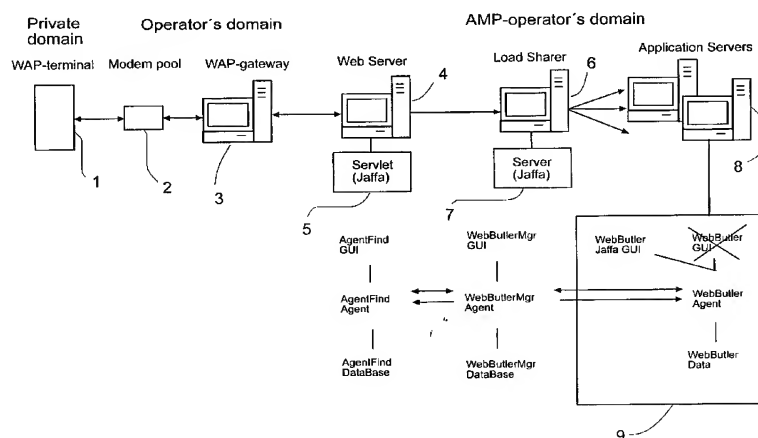 Private
domain
Operator´s domain
AMP-operator´s domain
WAP-terminal
Modem pool
WAP-gateway
Web Server
Load Sharer
Application Servers
4
6
1
2
3
Servlet
(Jaffa)
Server
(Jaffa)
8
5
7
AgentFind
GUI
WebButlerMgr
GUI
WebButler
Jaffa GUI
WebButler
GUI
AgentFind
Agent
WebButlerMgr
Agent
WebButler
Agent
AgentFind
DataBase
WebButlerMgr
DataBase
WebButler
Data
9